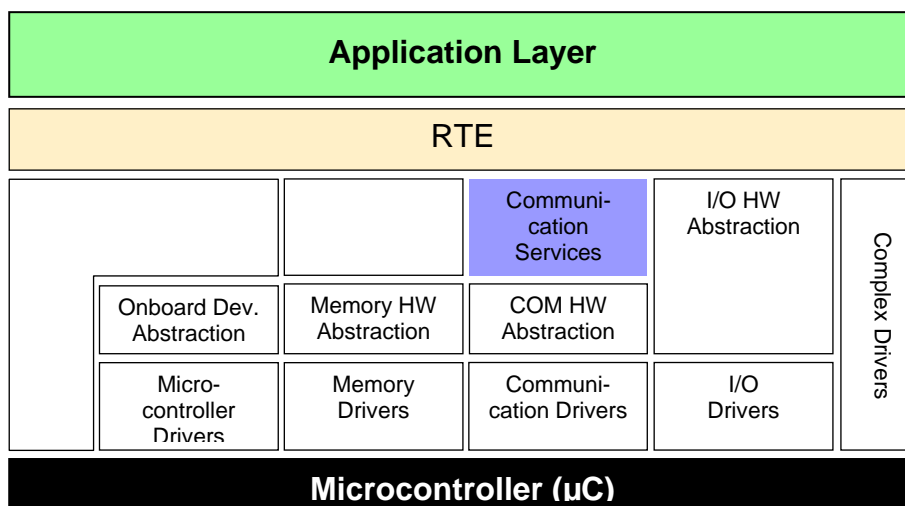 Application Layer
RTE
Communi-
cation
Services
I/O HW
Abstraction
Complex Drivers
Onboard Dev.
Abstraction
Memory HW
Abstraction
COM HW
Abstraction
Micro-
controller
Drivers
Memory
Drivers
Communi-
cation Drivers
I/O
Drivers
Microcontroller (µC)